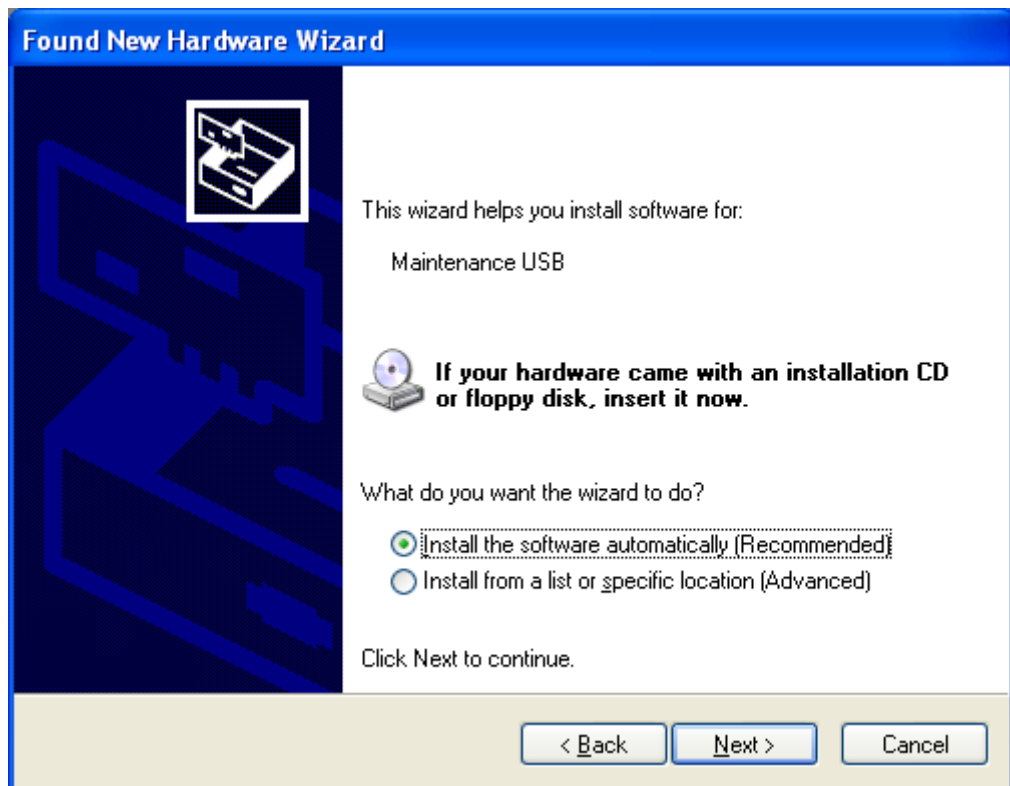 Found New Hardware Wizard
This wizard helps you install software for:
Maintenance USB
If your hardware came with an installation CD
or floppy disk, insert it now.
What do you want the wizard to do?
Install the software automatically (Recommended)
Install from a list or specific location (Advanced)
Click Next to continue.
< Back
Next >
Cancel